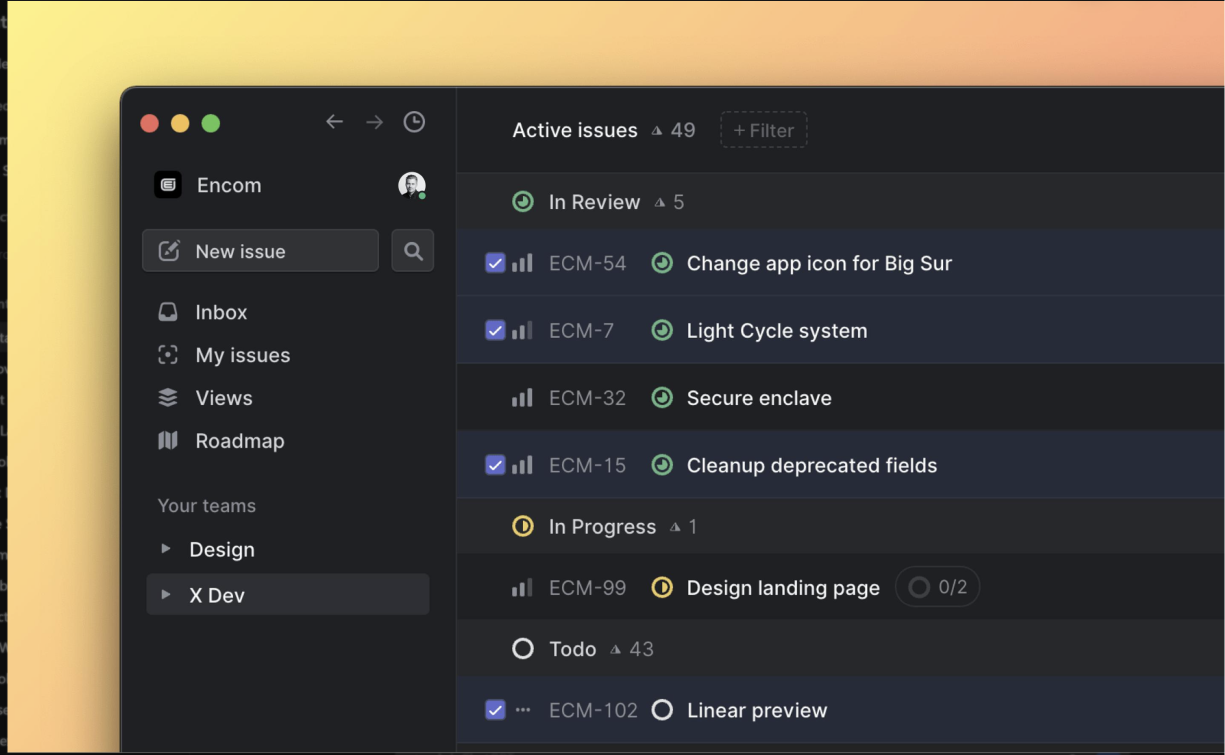 Encom
New issue
Inbox
My issues
Views
Roadmap
Your teams
Design
X Dev
Active issues 49 + Filter
In Review 5
ECM-54 Change app icon for Big Sur
ECM-7 Light Cycle system
ECM-32 Secure enclave
ECM-15 Cleanup deprecated fields
In Progress 1
ECM-99 Design landing page 0/2
Todo 43
ECM-102 Linear preview